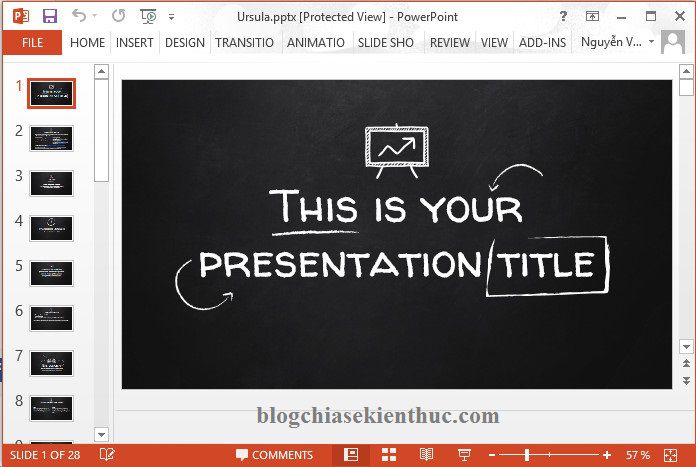 Ursula.pptx [Protected View] - PowerPoint
FILE HOME INSERT DESIGN TRANSITIO ANIMATIO SLIDE SHO REVIEW VIEW ADD-INS Nguyễn V...
1
2
3
4
5
6
7
8
THIS IS YOUR
PRESENTATION TITLE
blogchiasekienthuc.com
SLIDE 1 OF 28 COMMENTS 57 %